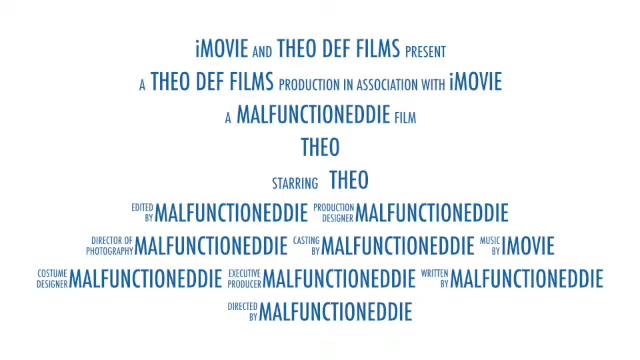 iMOVIE AND THEO DEF FILMS PRESENT
A THEO DEF FILMS PRODUCTION IN ASSOCIATION WITH iMOVIE
A MALFUNCTIONEDDIE FILM
THEO
STARRING THEO
EDITED BY MALFUNCTIONEDDIE PRODUCTION DESIGNER MALFUNCTIONEDDIE
DIRECTOR OF PHOTOGRAPHY MALFUNCTIONEDDIE CASTING BY MALFUNCTIONEDDIE MUSIC BY IMOVIE
COSTUME DESIGNER MALFUNCTIONEDDIE EXECUTIVE PRODUCER MALFUNCTIONEDDIE WRITTEN BY MALFUNCTIONEDDIE
DIRECTED BY MALFUNCTIONEDDIE